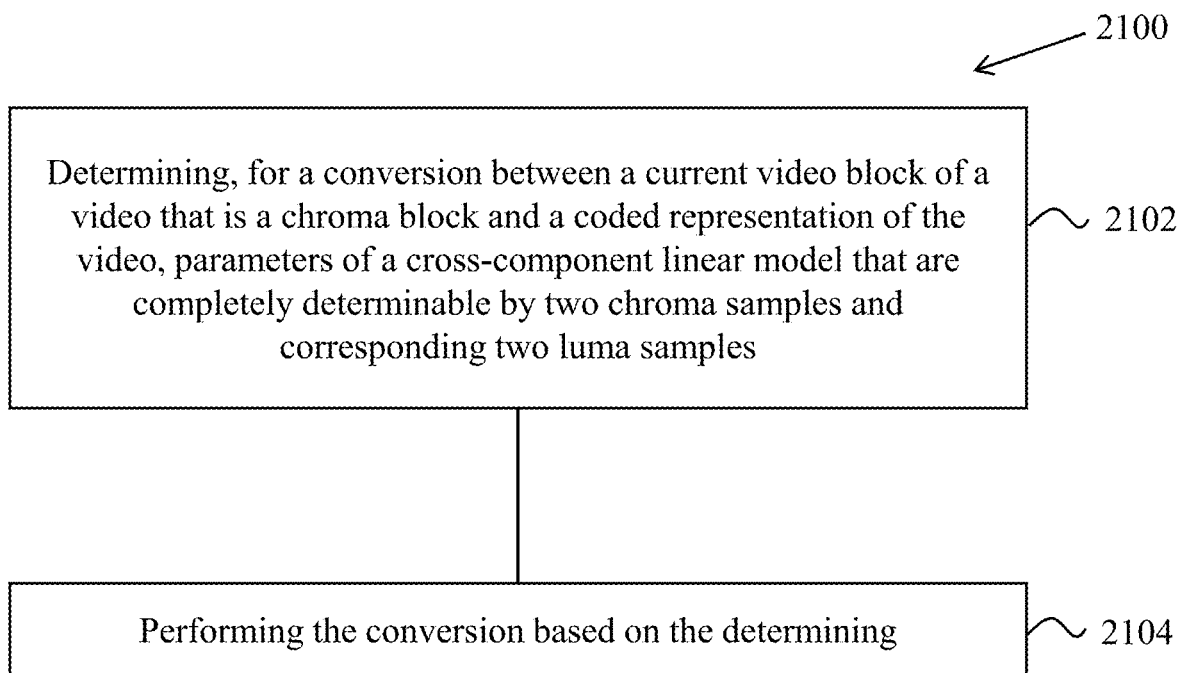 2100
Determining, for a conversion between a current video block of a
video that is a chroma block and a coded representation of the
video, parameters of a cross-component linear model that are
completely determinable by two chroma samples and
corresponding two luma samples
2102
Performing the conversion based on the determining
2104